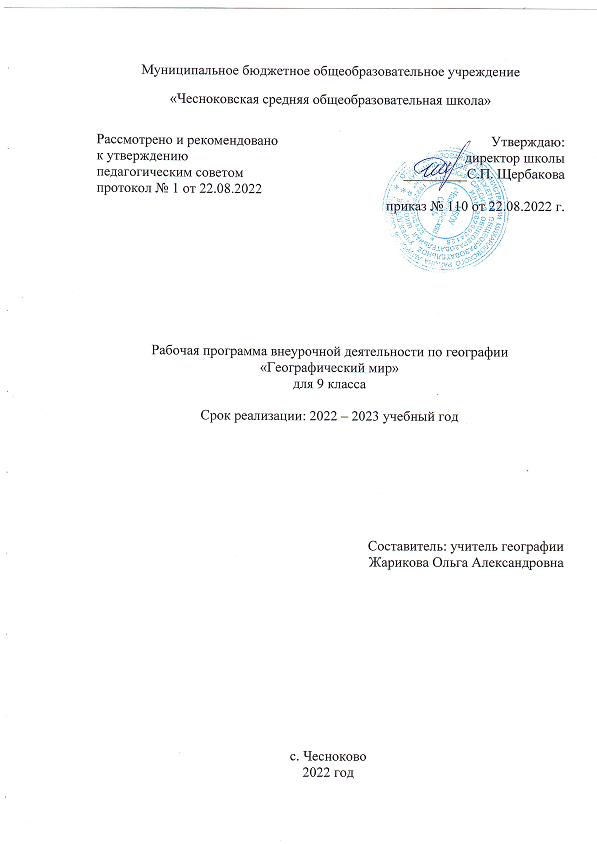 Муниципальное бюджетное общеобразовательное учреждение
«Чесноковская средняя общеобразовательная школа»
Рассмотрено и рекомендовано
к утверждению
педагогическим советом
протокол № 1 от 22.08.2022
Утверждаю:
директор школы
С.П. Щербакова
приказ № 110 от 22.08.2022 г.
Рабочая программа внеурочной деятельности по географии
«Географический мир»
для 9 класса
Срок реализации: 2022 – 2023 учебный год
Составитель: учитель географии
Жарикова Ольга Александровна
с. Чесноково
2022 год